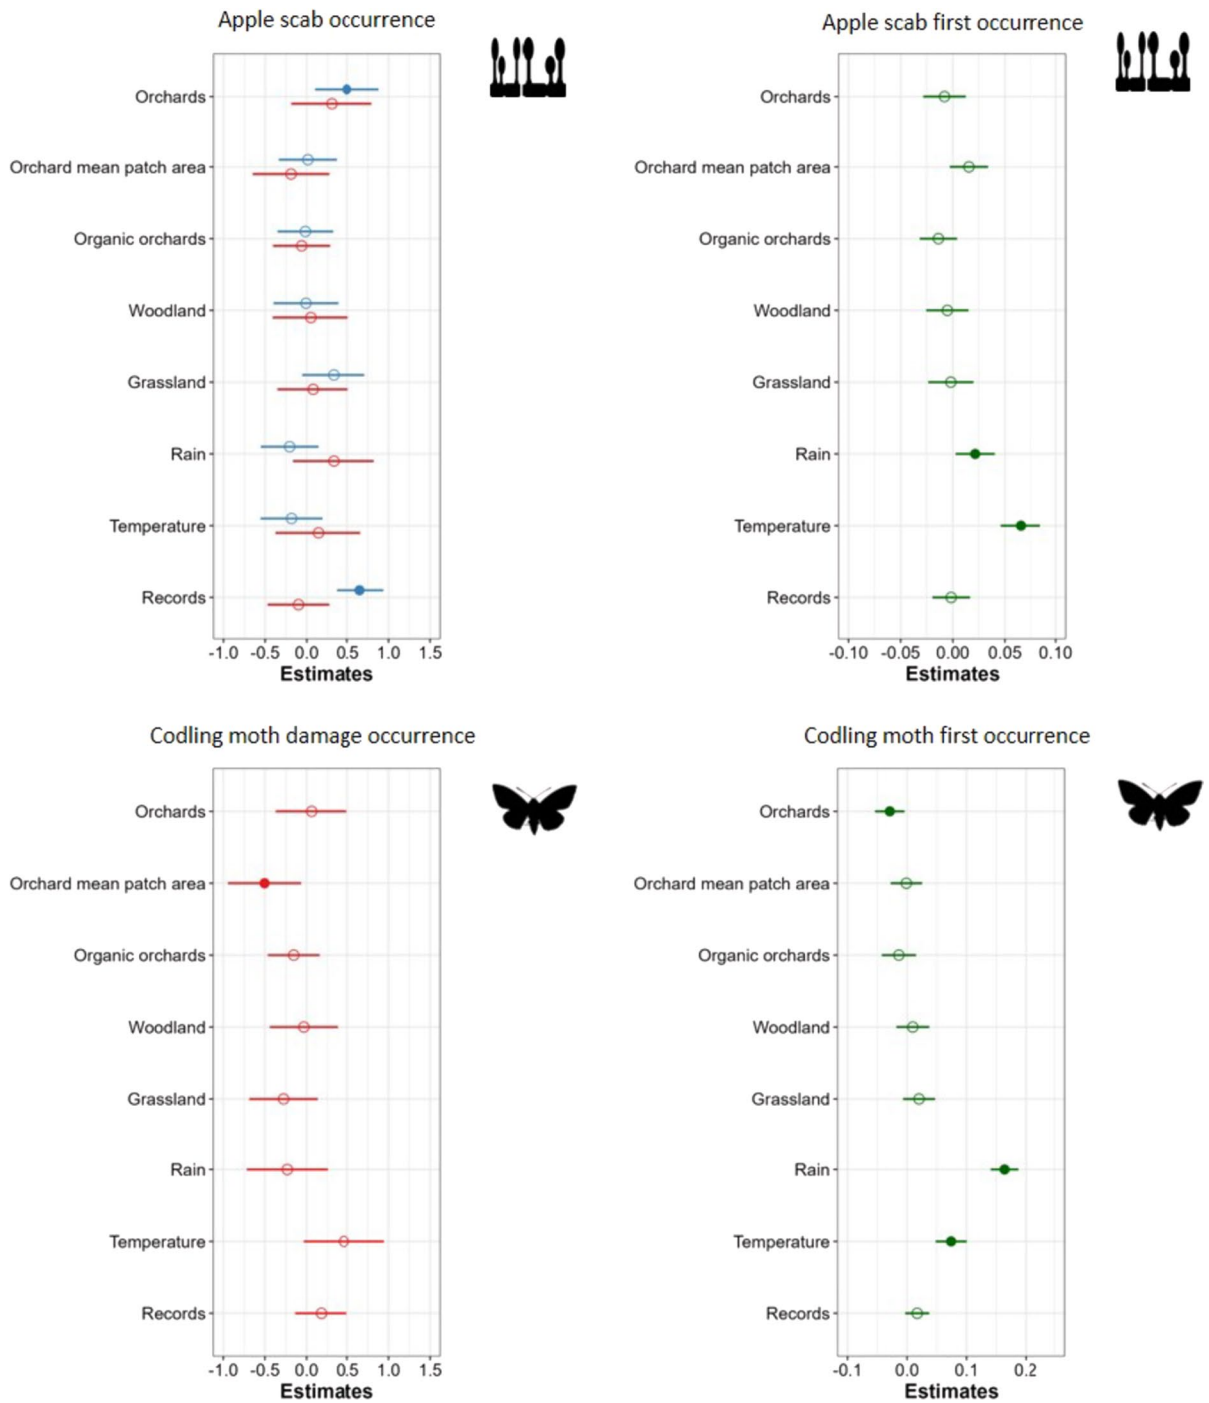 Apple scab occurrence
Orchards
Orchard mean patch area
Organic orchards
Woodland
Grassland
Rain
Temperature
Records
-1.0 -0.5 0.0 0.5 1.0 1.5
Estimates
Apple scab first occurrence
Orchards
Orchard mean patch area
Organic orchards
Woodland
Grassland
Rain
Temperature
Records
-0.10 -0.05 0.00 0.05 0.10
Estimates
Codling moth damage occurrence
Orchards
Orchard mean patch area
Organic orchards
Woodland
Grassland
Rain
Temperature
Records
-1.0 -0.5 0.0 0.5 1.0 1.5
Estimates
Codling moth first occurrence
Orchards
Orchard mean patch area
Organic orchards
Woodland
Grassland
Rain
Temperature
Records
-0.1 0.0 0.1 0.2
Estimates